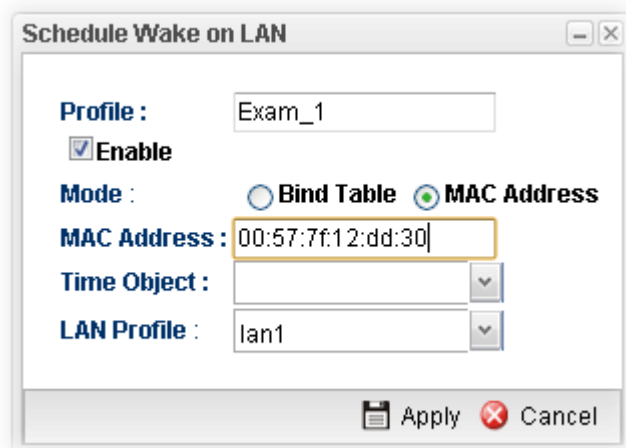 Schedule Wake on LAN
Profile : Exam_1
Enable
Mode : Bind Table MAC Address
MAC Address : 00:57:7f:12:dd:30
Time Object :
LAN Profile : lan1
Apply Cancel